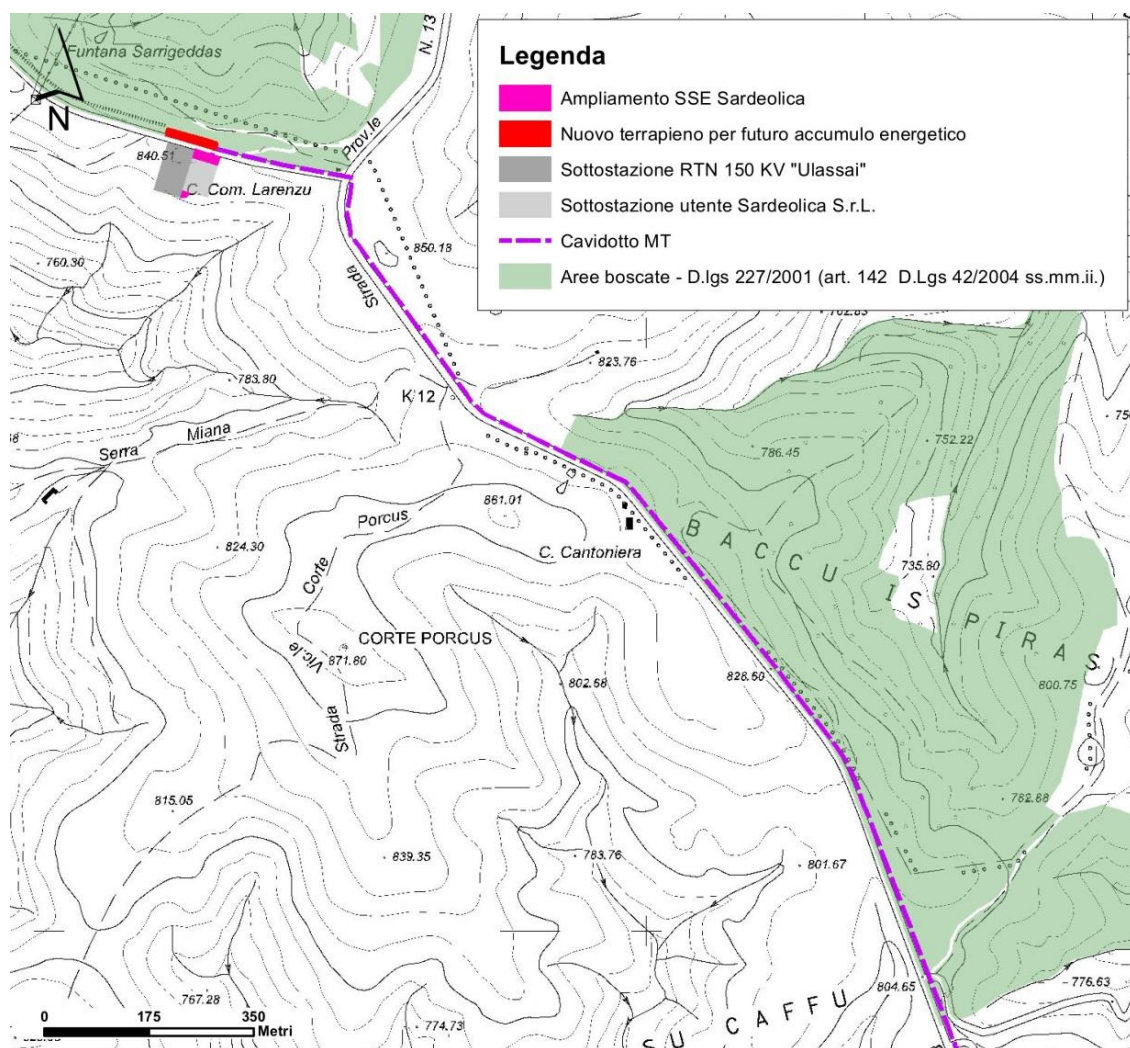 Legenda
Ampliamento SSE Sardeolica
Nuovo terrapieno per futuro accumulo energetico
Sottostazione RTN 150 KV "Ulassai"
Sottostazione utente Sardeolica S.r.L.
Cavidotto MT
Aree boscate - D.lgs 227/2001 (art. 142 D.Lgs 42/2004 ss.mm.ii.)
Funtana Sarrigeddas
N. 13
N
Prov.le
840.51
C. Com. Larenzu
850.18
760.30
Strada
823.76
783.80
K 12
Miana
Serra
786.45
752.22
861.01
Porcus
824.30
C. Cantoniera
BACCU IS PIRAS
735.80
Corte
CORTE PORCUS
871.80
Vic.le
802.68
828.60
800.75
Strada
815.05
762.88
839.35
783.76
801.67
804.65
776.63
767.28
SU CAFFU
774.73
0 175 350
Metri